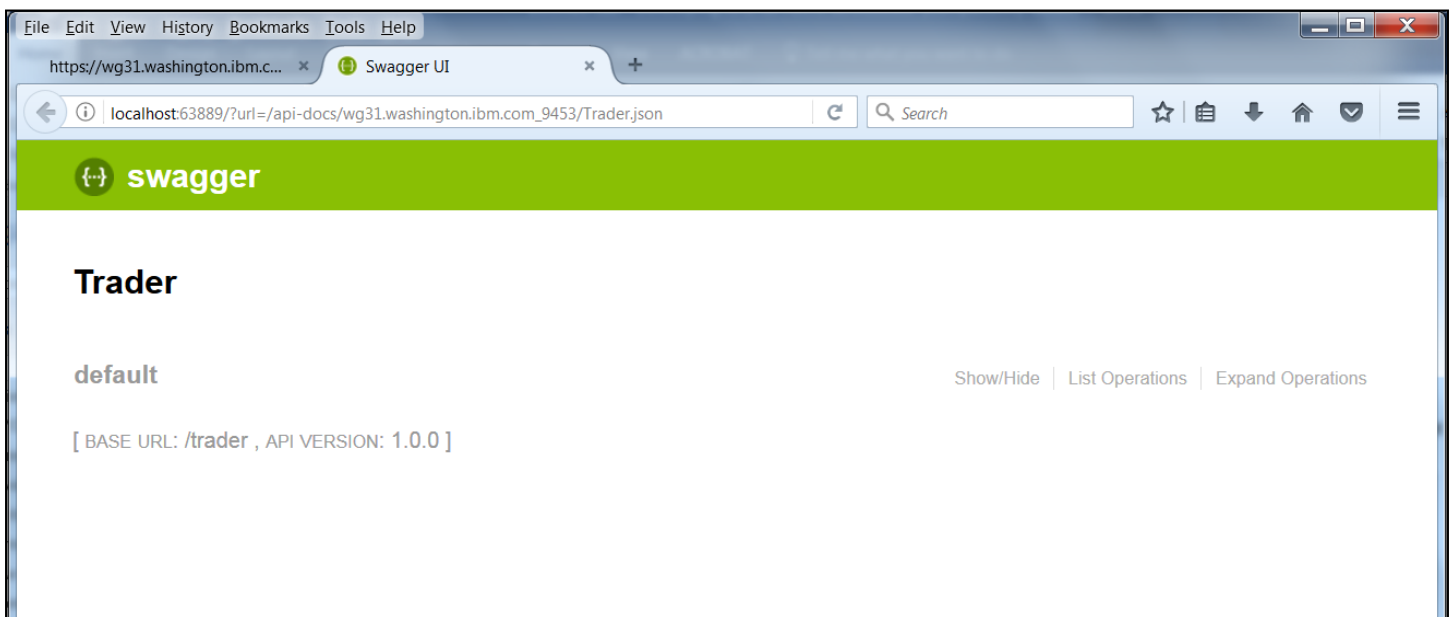 File Edit View History Bookmarks Tools Help
https://wg31.washington.ibm.c... × Swagger UI × +
localhost:63889/?url=/api-docs/wg31.washington.ibm.com_9453/Trader.json Search
{···} swagger
Trader
default Show/Hide List Operations Expand Operations
[ BASE URL: /trader , API VERSION: 1.0.0 ]